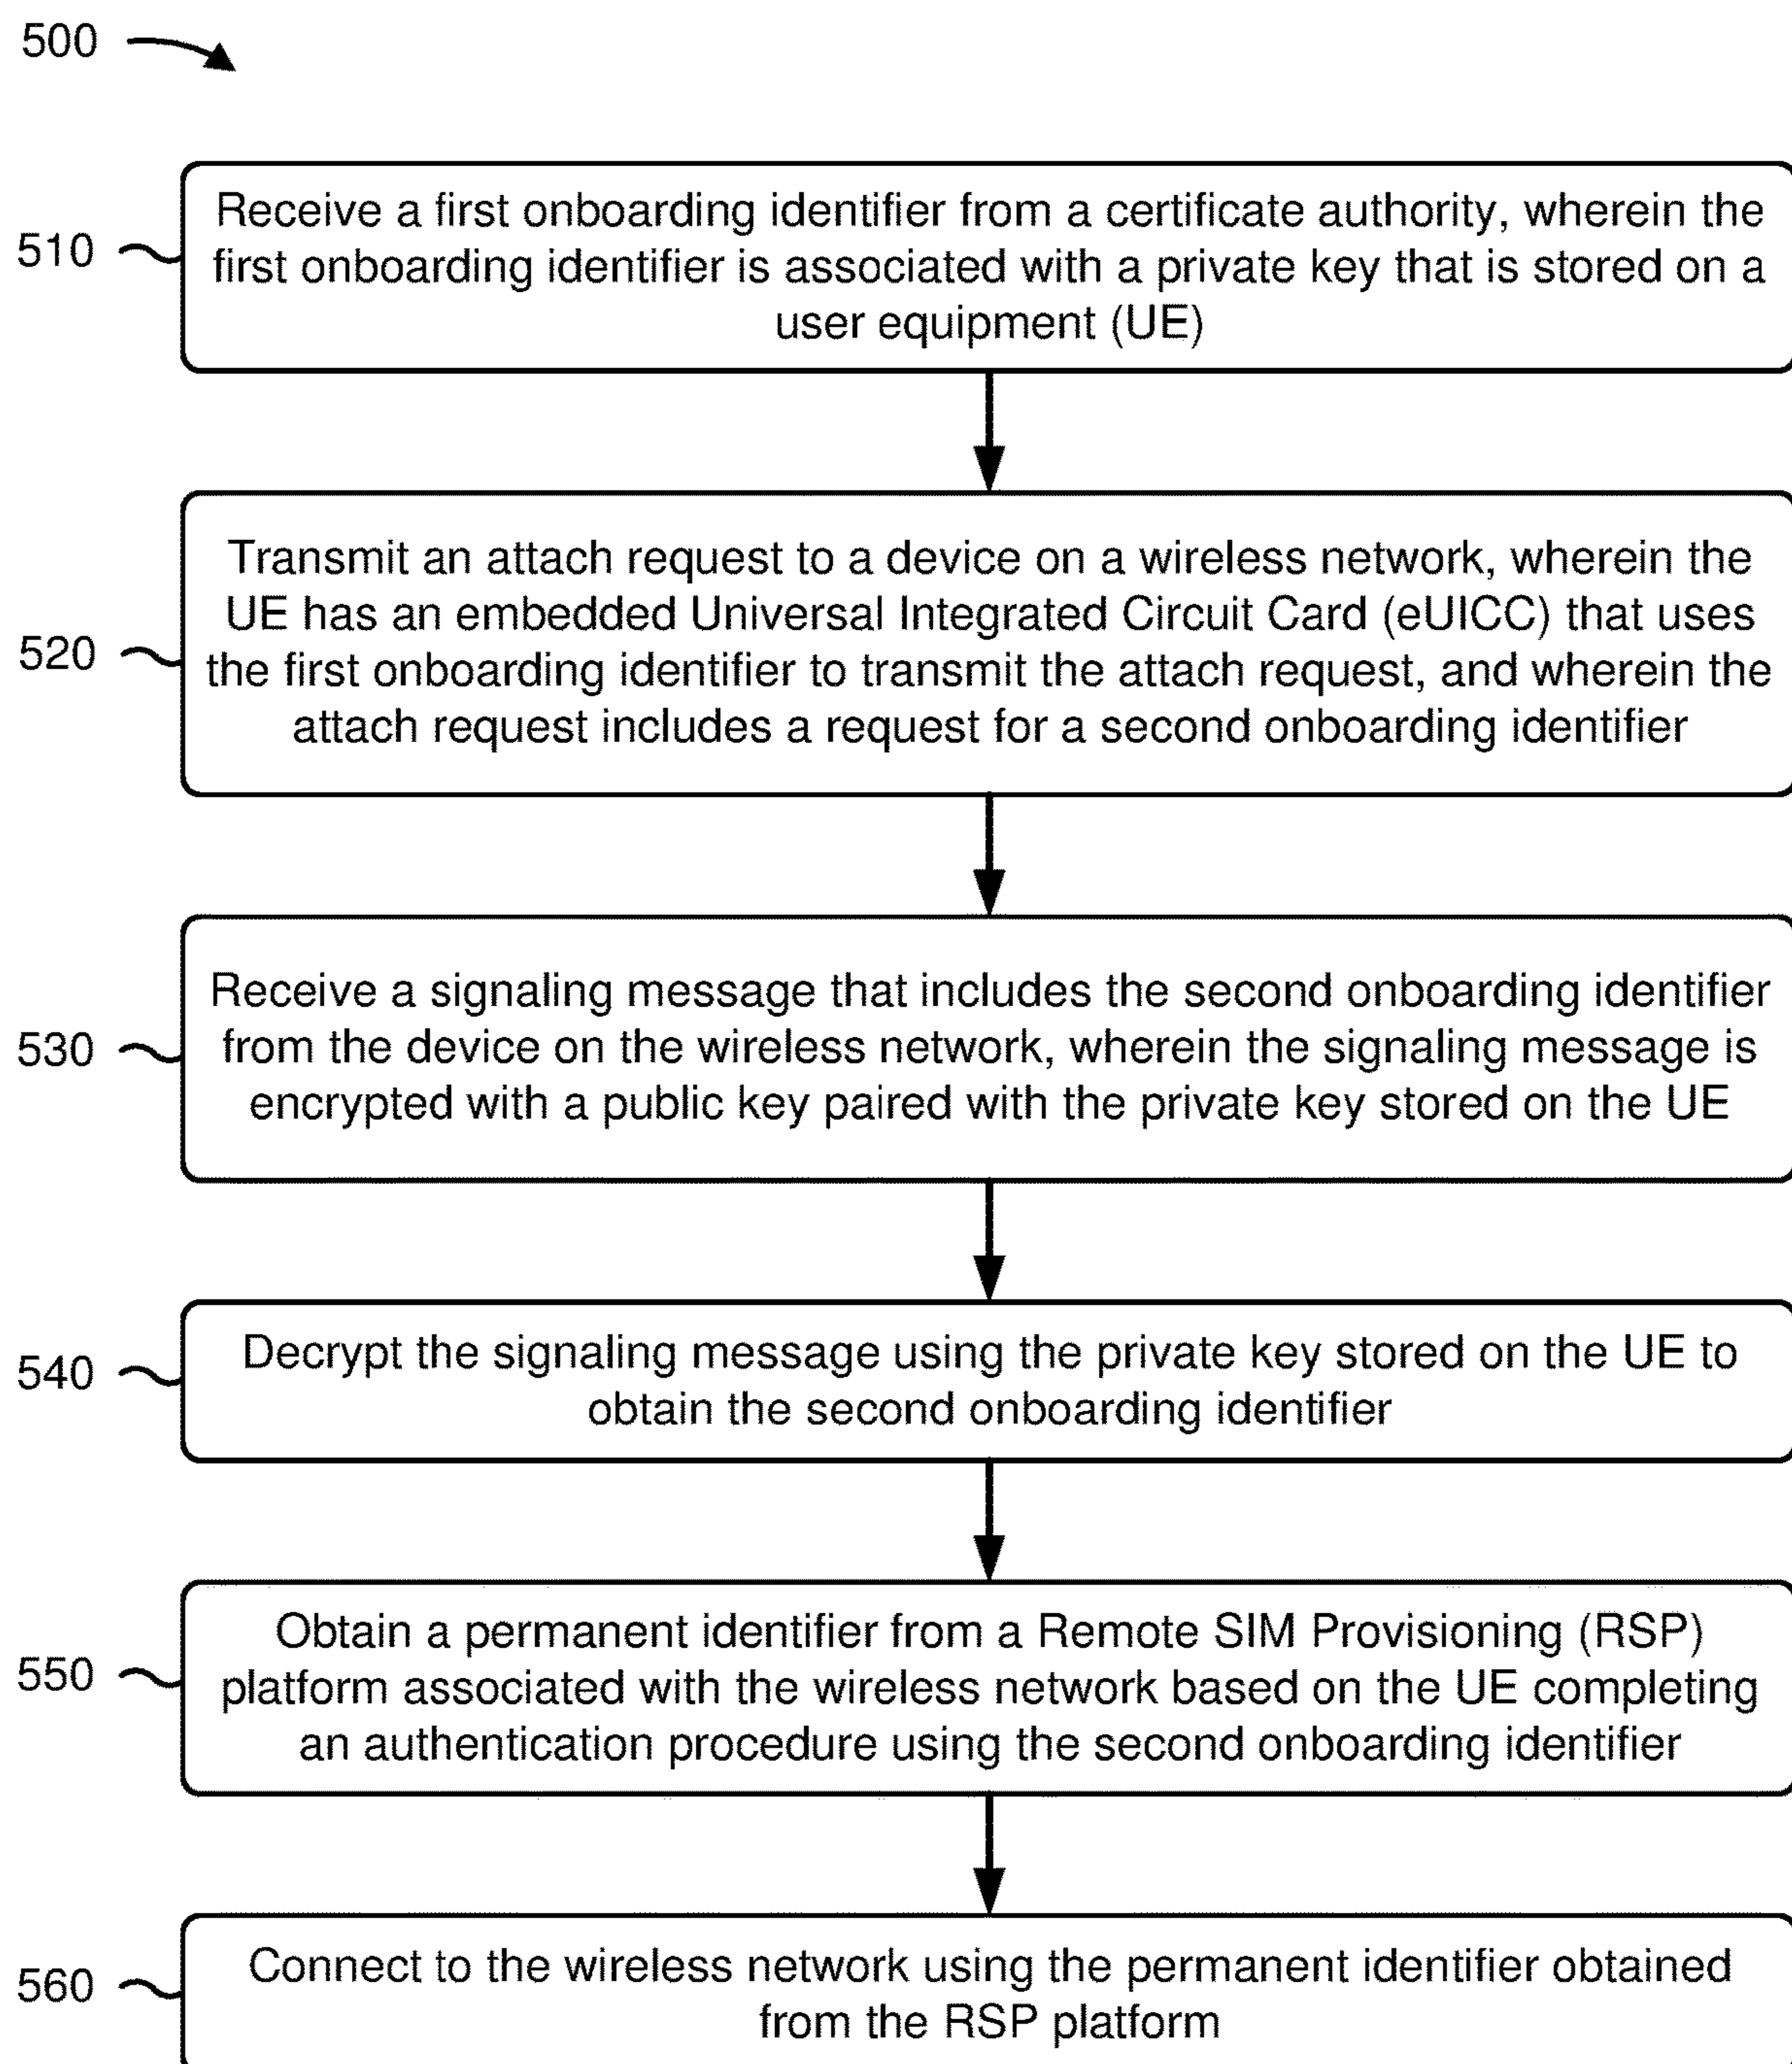 500
510
Receive a first onboarding identifier from a certificate authority, wherein the
first onboarding identifier is associated with a private key that is stored on a
user equipment (UE)
520
Transmit an attach request to a device on a wireless network, wherein the
UE has an embedded Universal Integrated Circuit Card (eUICC) that uses
the first onboarding identifier to transmit the attach request, and wherein the
attach request includes a request for a second onboarding identifier
530
Receive a signaling message that includes the second onboarding identifier
from the device on the wireless network, wherein the signaling message is
encrypted with a public key paired with the private key stored on the UE
540
Decrypt the signaling message using the private key stored on the UE to
obtain the second onboarding identifier
550
Obtain a permanent identifier from a Remote SIM Provisioning (RSP)
platform associated with the wireless network based on the UE completing
an authentication procedure using the second onboarding identifier
560
Connect to the wireless network using the permanent identifier obtained
from the RSP platform